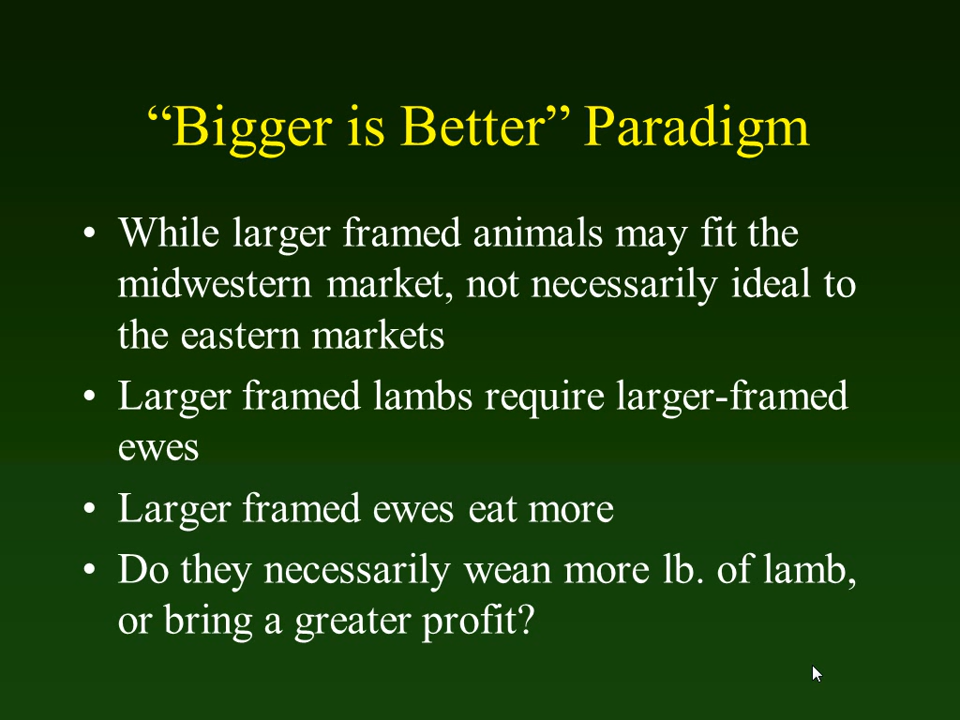 “Bigger is Better” Paradigm
• While larger framed animals may fit the
midwestern market, not necessarily ideal to
the eastern markets
• Larger framed lambs require larger-framed
ewes
• Larger framed ewes eat more
• Do they necessarily wean more lb. of lamb,
or bring a greater profit?